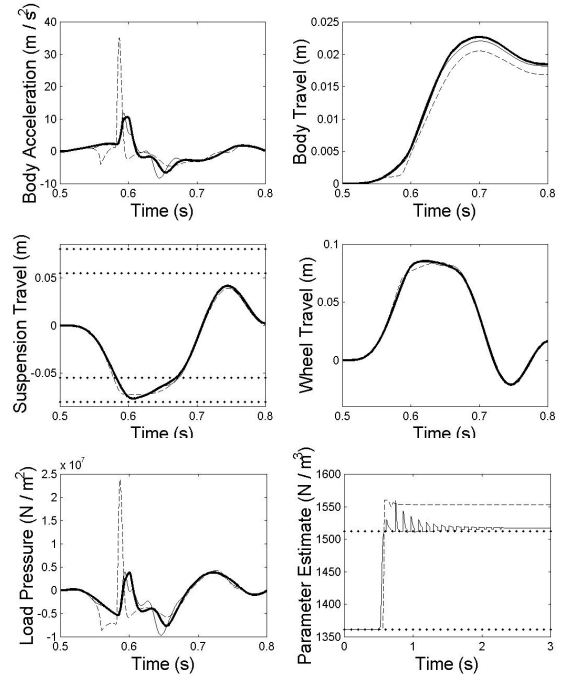 Body Acceleration (m / s²)
40
30
20
10
0
-10
0.5 0.6 0.7 0.8
Time (s)
Body Travel (m)
0.025
0.02
0.015
0.01
0.005
0
0.5 0.6 0.7 0.8
Time (s)
Suspension Travel (m)
0.05
0
-0.05
0.5 0.6 0.7 0.8
Time (s)
Wheel Travel (m)
0.1
0.05
0
0.5 0.6 0.7 0.8
Time (s)
Load Pressure (N / m²)
x 10⁷
2.5
2
1.5
1
0.5
0
-0.5
-1
0.5 0.6 0.7 0.8
Time (s)
Parameter Estimate (N / m³)
1600
1550
1500
1450
1400
1350
0 1 2 3
Time (s)